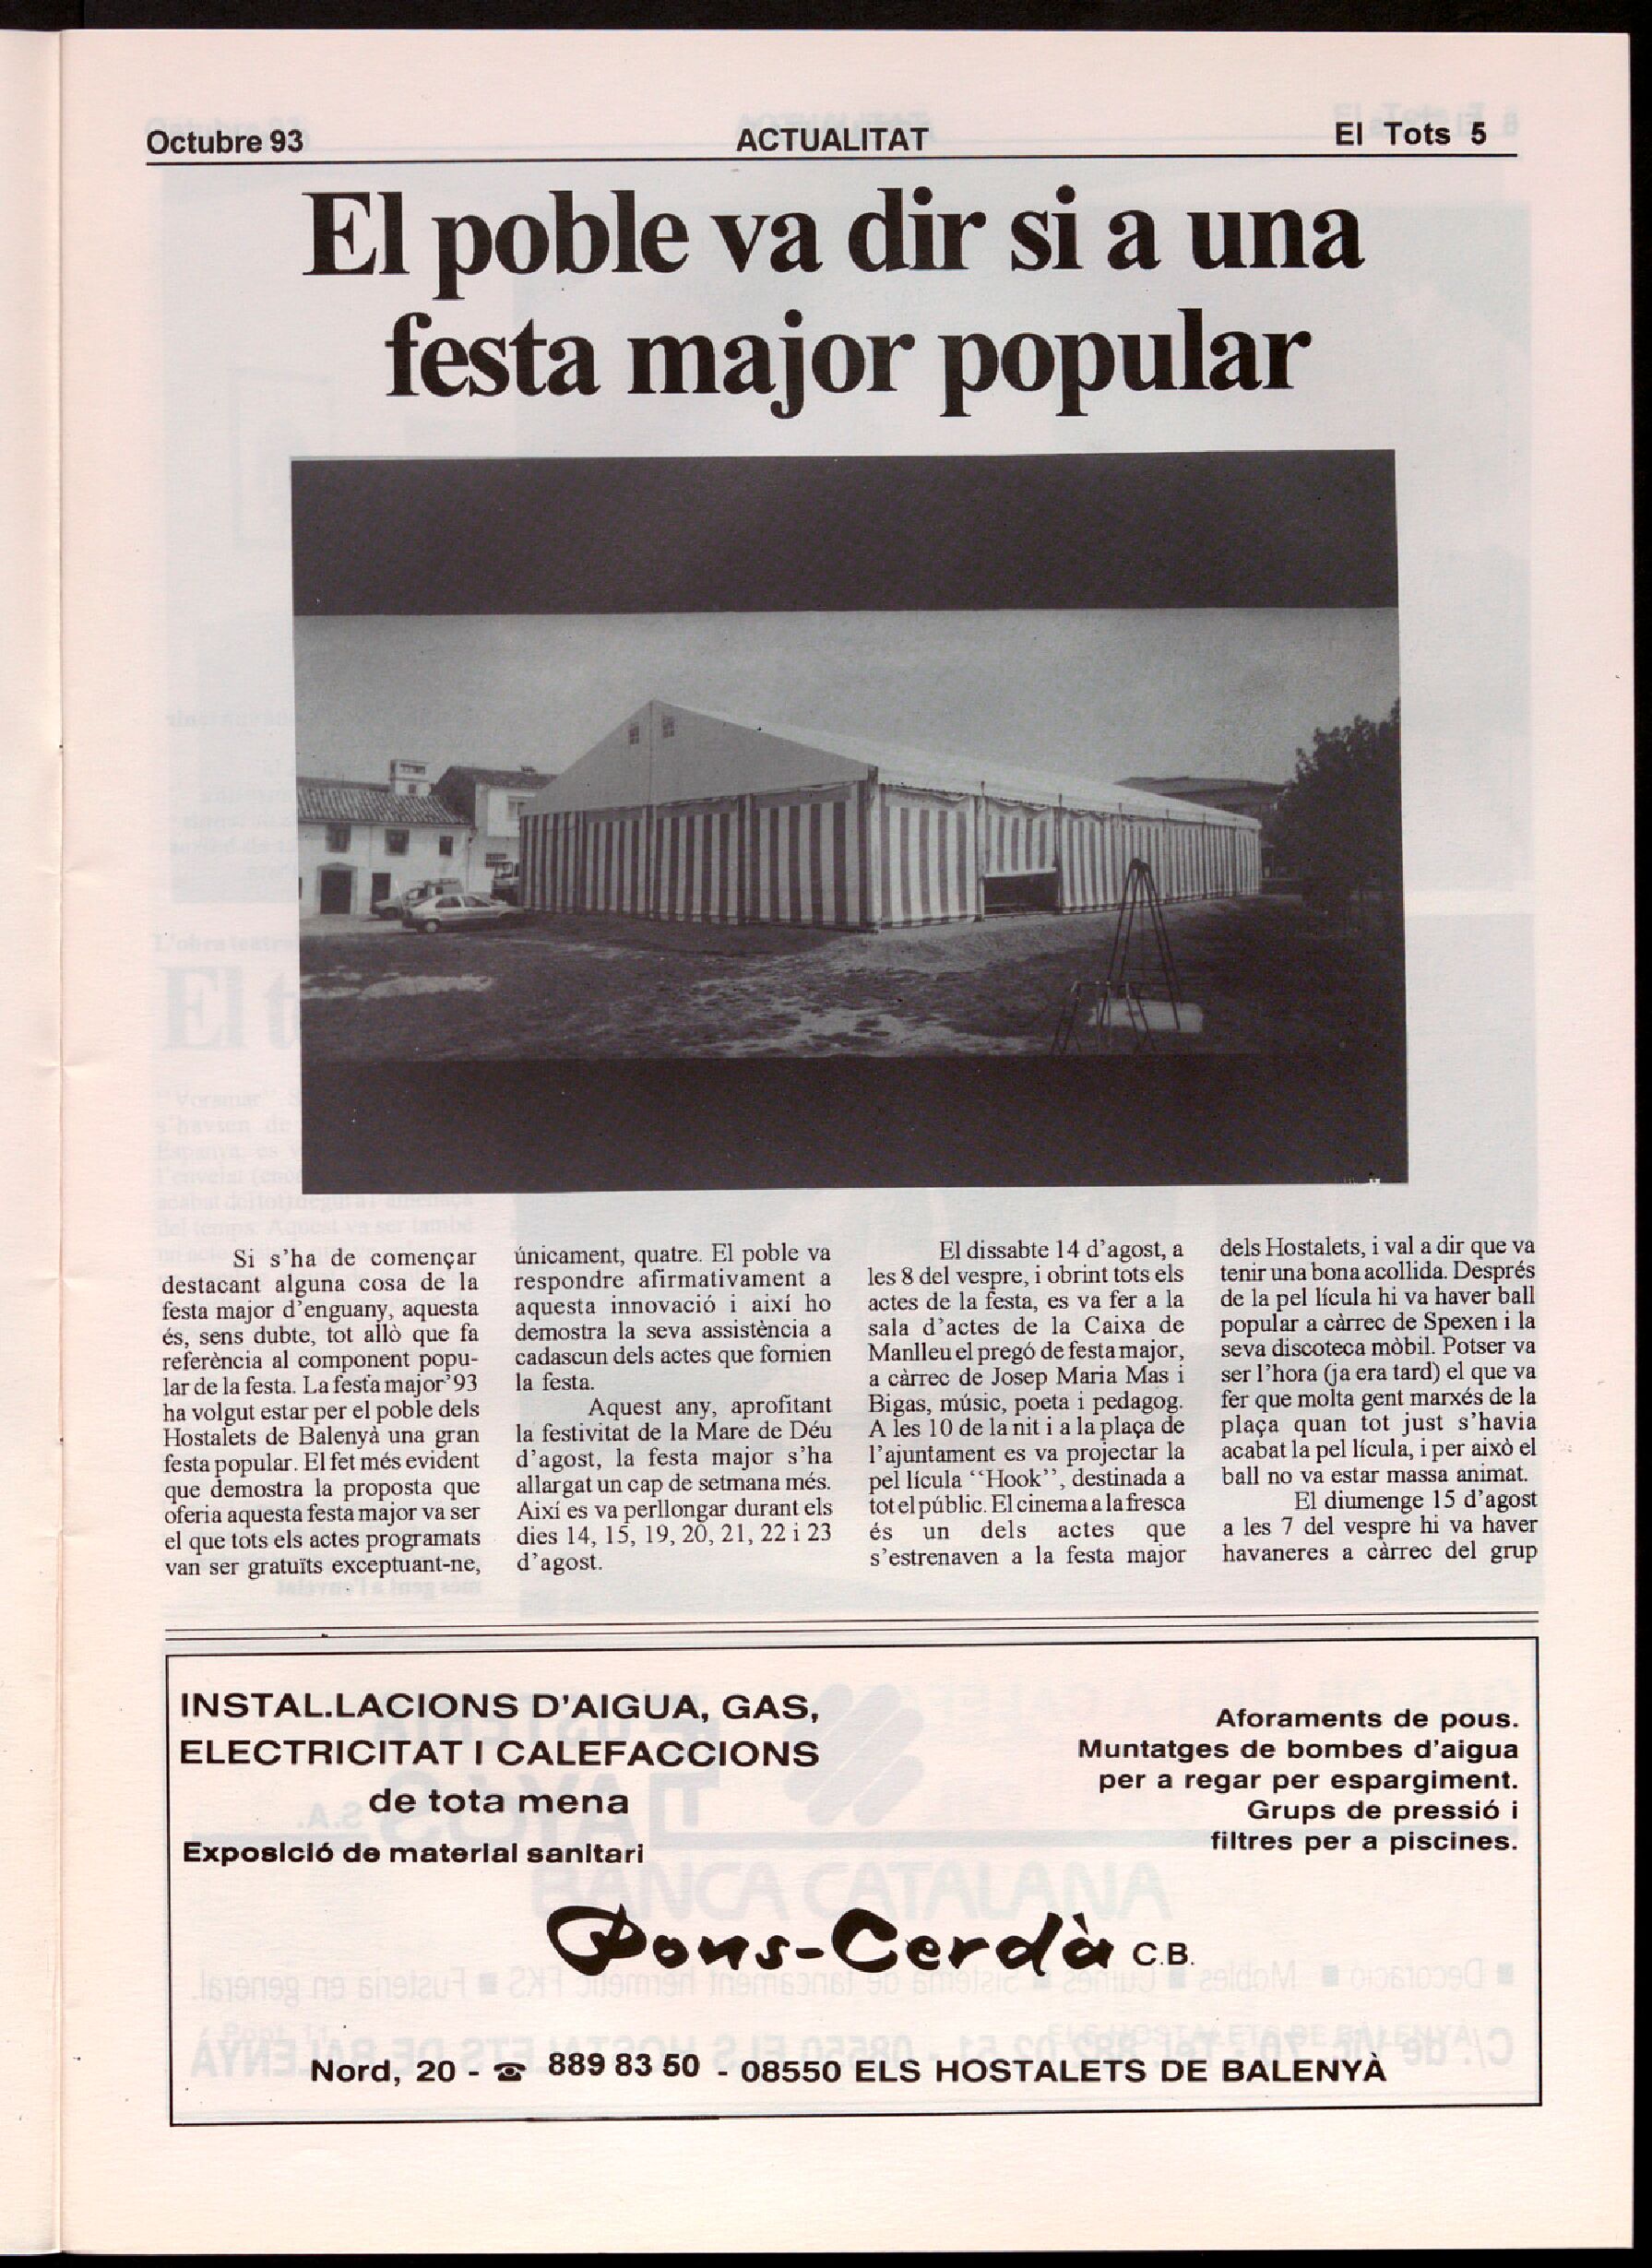 Octubre 93
ACTUALITAT
El Tots 5
El poble va dir si a una
festa major popular
Si s'ha de començar
destacant alguna cosa de la
festa major d'enguany, aquesta
és, sens dubte, tot allò que fa
referència al component popu-
lar de la festa. La festa major'93
ha volgut estar per el poble dels
Hostalets de Balenyà una gran
festa popular. El fet més evident
que demostra la proposta que
oferia aquesta festa major va ser
el que tots els actes programats
van ser gratuïts exceptuant-ne,
únicament, quatre. El poble va
respondre afirmativament a
aquesta innovació i així ho
demostra la seva assistència a
cadascun dels actes que fornien
la festa.
Aquest any, aprofitant
la festivitat de la Mare de Déu
d'agost, la festa major s'ha
allargat un cap de setmana més.
Així es va perllongar durant els
dies 14, 15, 19, 20, 21, 22 i 23
d'agost.
El dissabte 14 d'agost, a
les 8 del vespre, i obrint tots els
actes de la festa, es va fer a la
sala d'actes de la Caixa de
Manlleu el pregó de festa major,
a càrrec de Josep Maria Mas i
Bigas, músic, poeta i pedagog.
A les 10 de la nit i a la plaça de
l'ajuntament es va projectar la
pel lícula ''Hook'', destinada a
tot el públic. El cinema a la fresca
és un dels actes que
s'estrenaven a la festa major
dels Hostalets, i val a dir que va
tenir una bona acollida. Després
de la pel lícula hi va haver ball
popular a càrrec de Spexen i la
seva discoteca mòbil. Potser va
ser l'hora (ja era tard) el que va
fer que molta gent marxés de la
plaça quan tot just s'havia
acabat la pel lícula, i per això el
ball no va estar massa animat.
El diumenge 15 d'agost
a les 7 del vespre hi va haver
havaneres a càrrec del grup
INSTAL.LACIONS D'AIGUA, GAS,
ELECTRICITAT I CALEFACCIONS
de tota mena
Exposició de material sanitari
Aforaments de pous.
Muntatges de bombes d'aigua
per a regar per espargiment.
Grups de pressió i
filtres per a piscines.
Pons-Cerdà C.B.
Nord, 20 - ☎ 889 83 50 - 08550 ELS HOSTALETS DE BALENYÀ